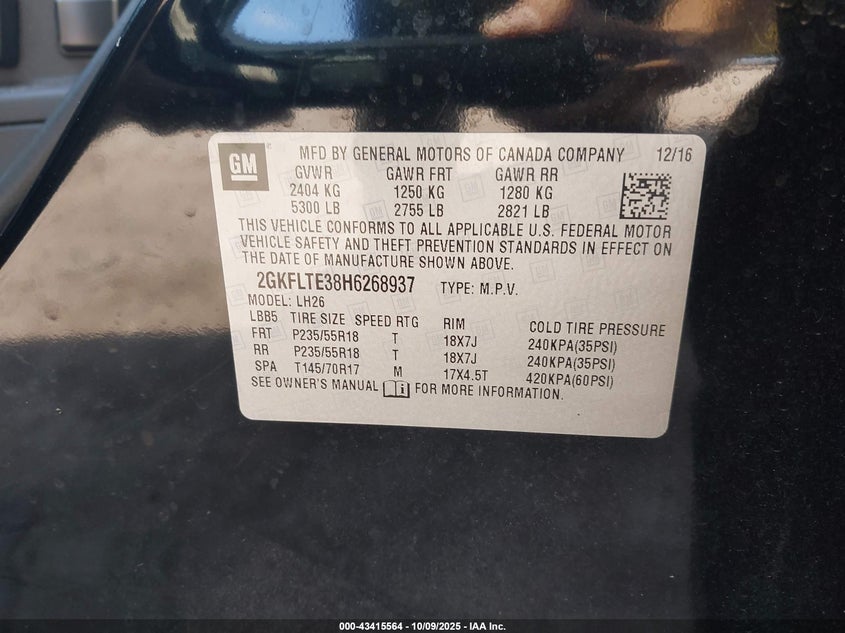 GM
MFD BY GENERAL MOTORS OF CANADA COMPANY 12/16
GVWR GAWR FRT GAWR RR
2404 KG 1250 KG 1280 KG
5300 LB 2755 LB 2821 LB
THIS VEHICLE CONFORMS TO ALL APPLICABLE U.S. FEDERAL MOTOR
VEHICLE SAFETY AND THEFT PREVENTION STANDARDS IN EFFECT ON
THE DATE OF MANUFACTURE SHOWN ABOVE.
2GKFLTE38H6268937 TYPE: M.P.V.
MODEL: LH26
LBB5 TIRE SIZE SPEED RTG RIM COLD TIRE PRESSURE
FRT P235/55R18 T 18X7J 240KPA(35PSI)
RR P235/55R18 T 18X7J 240KPA(35PSI)
SPA T145/70R17 M 17X4.5T 420KPA(60PSI)
SEE OWNER'S MANUAL FOR MORE INFORMATION.
000-43415564 - 10/09/2025 - IAA Inc.